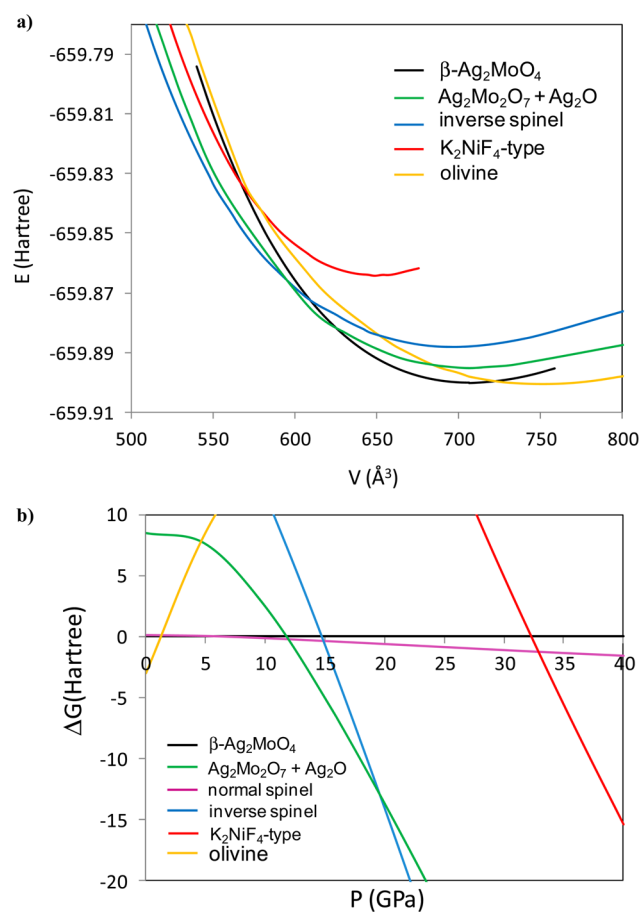 a)
E (Hartree)
-659.79
-659.81
-659.83
-659.85
-659.87
-659.89
-659.91
β-Ag₂MoO₄
Ag₂Mo₂O₇ + Ag₂O
inverse spinel
K₂NiF₄-type
olivine
500 550 600 650 700 750 800
V (Å³)
b)
ΔG(Hartree)
10
5
0
-5
-10
-15
-20
0 5 10 15 20 25 30 35 40
β-Ag₂MoO₄
Ag₂Mo₂O₇ + Ag₂O
normal spinel
inverse spinel
K₂NiF₄-type
olivine
P (GPa)